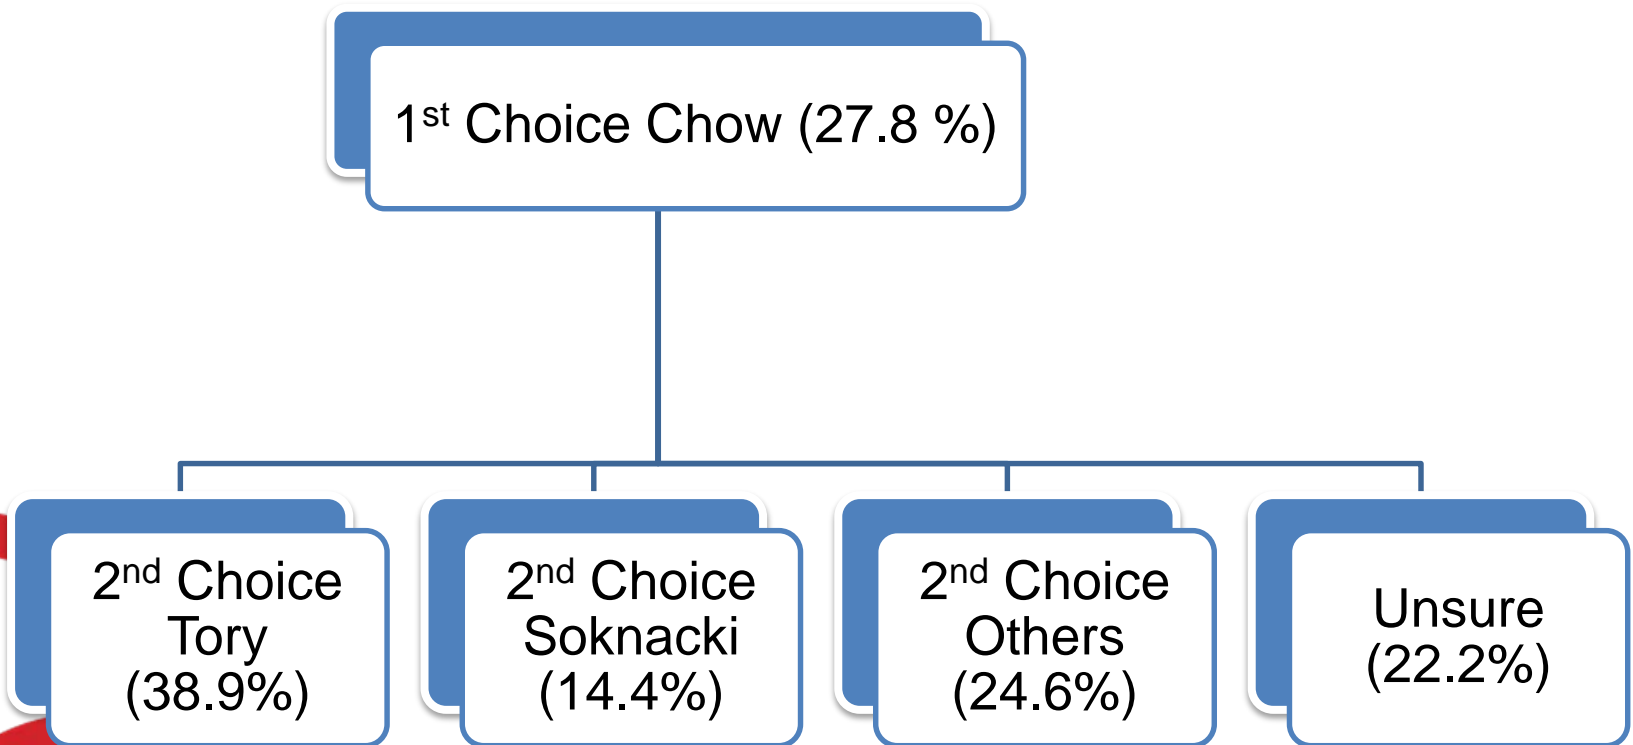 1st Choice Chow (27.8 %)
2nd Choice
Tory
(38.9%)
2nd Choice
Soknacki
(14.4%)
2nd Choice
Others
(24.6%)
Unsure
(22.2%)